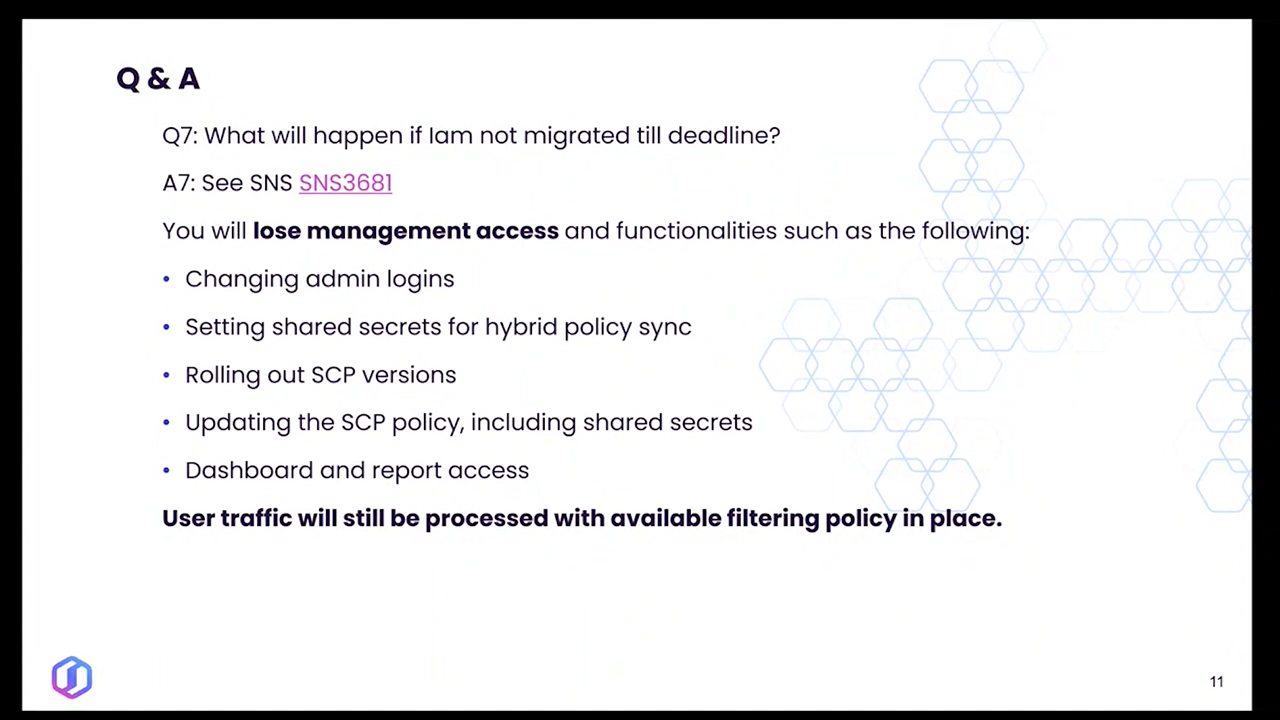 Q & A
Q7: What will happen if Iam not migrated till deadline?
A7: See SNS SNS3681
You will lose management access and functionalities such as the following:
• Changing admin logins
• Setting shared secrets for hybrid policy sync
• Rolling out SCP versions
• Updating the SCP policy, including shared secrets
• Dashboard and report access
User traffic will still be processed with available filtering policy in place.
11